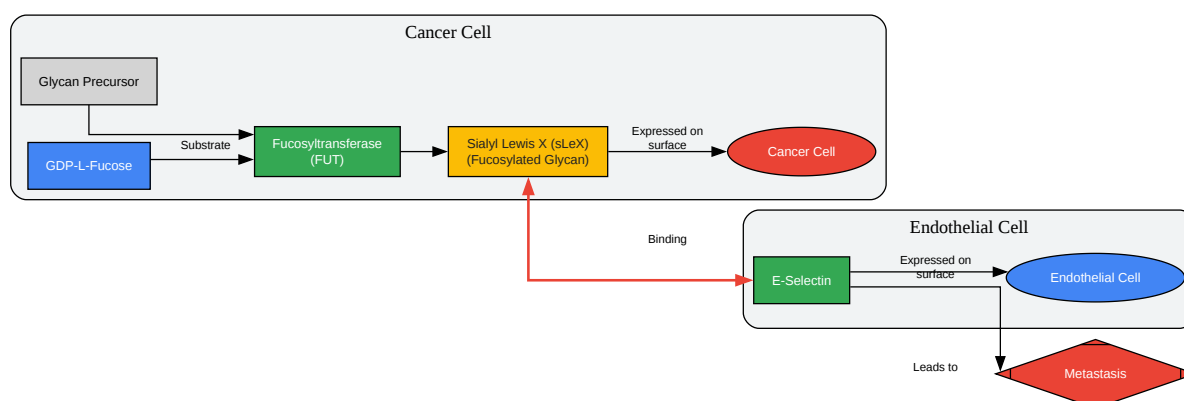 Cancer Cell
Glycan Precursor
GDP-L-Fucose
Substrate
Fucosyltransferase
(FUT)
Sialyl Lewis X (sLeX)
(Fucosylated Glycan)
Expressed on
surface
Cancer Cell
Binding
Endothelial Cell
E-Selectin
Expressed on
surface
Endothelial Cell
Leads to
Metastasis